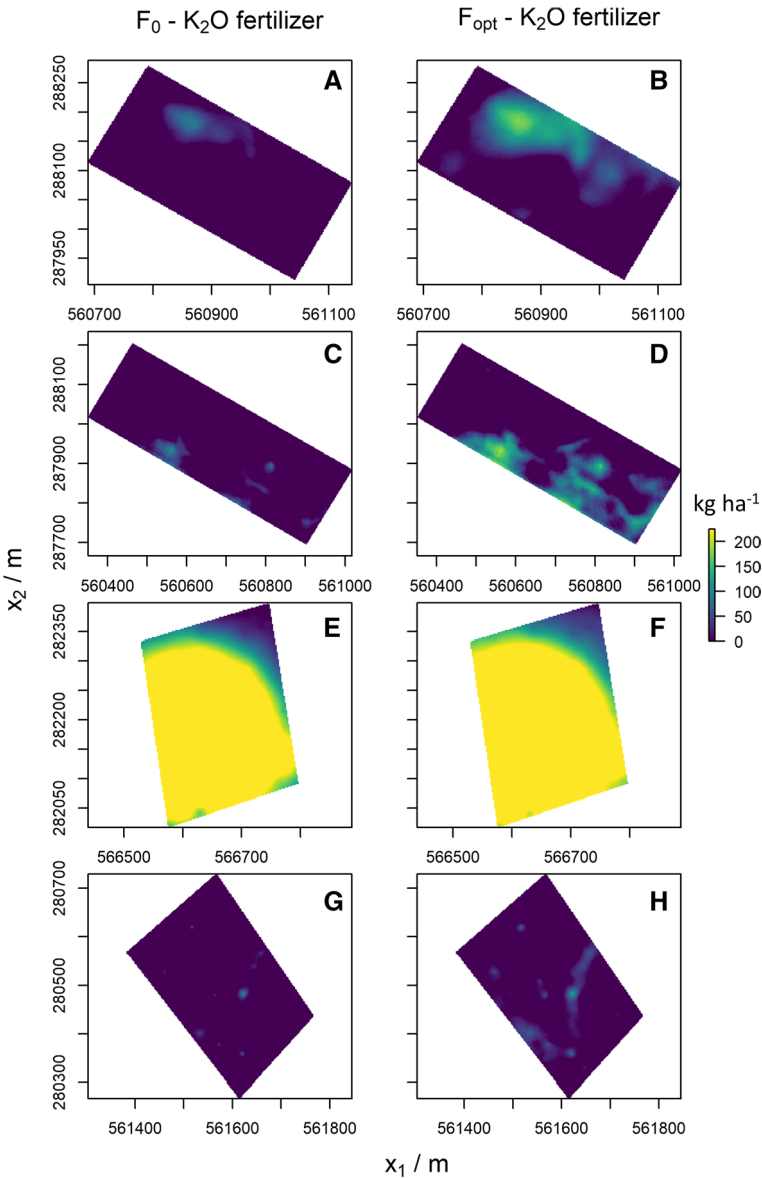 F₀ - K₂O fertilizer
Fopt - K₂O fertilizer
A
288250
288100
287950
560700 560900 561100
B
560700 560900 561100
C
288100
287900
287700
560400 560600 560800 561000
D
560400 560600 560800 561000
kg ha⁻¹
200
150
100
50
0
x₂ / m
E
282350
282200
282050
566500 566700
F
566500 566700
G
280700
280500
280300
561400 561600 561800
H
561400 561600 561800
x₁ / m